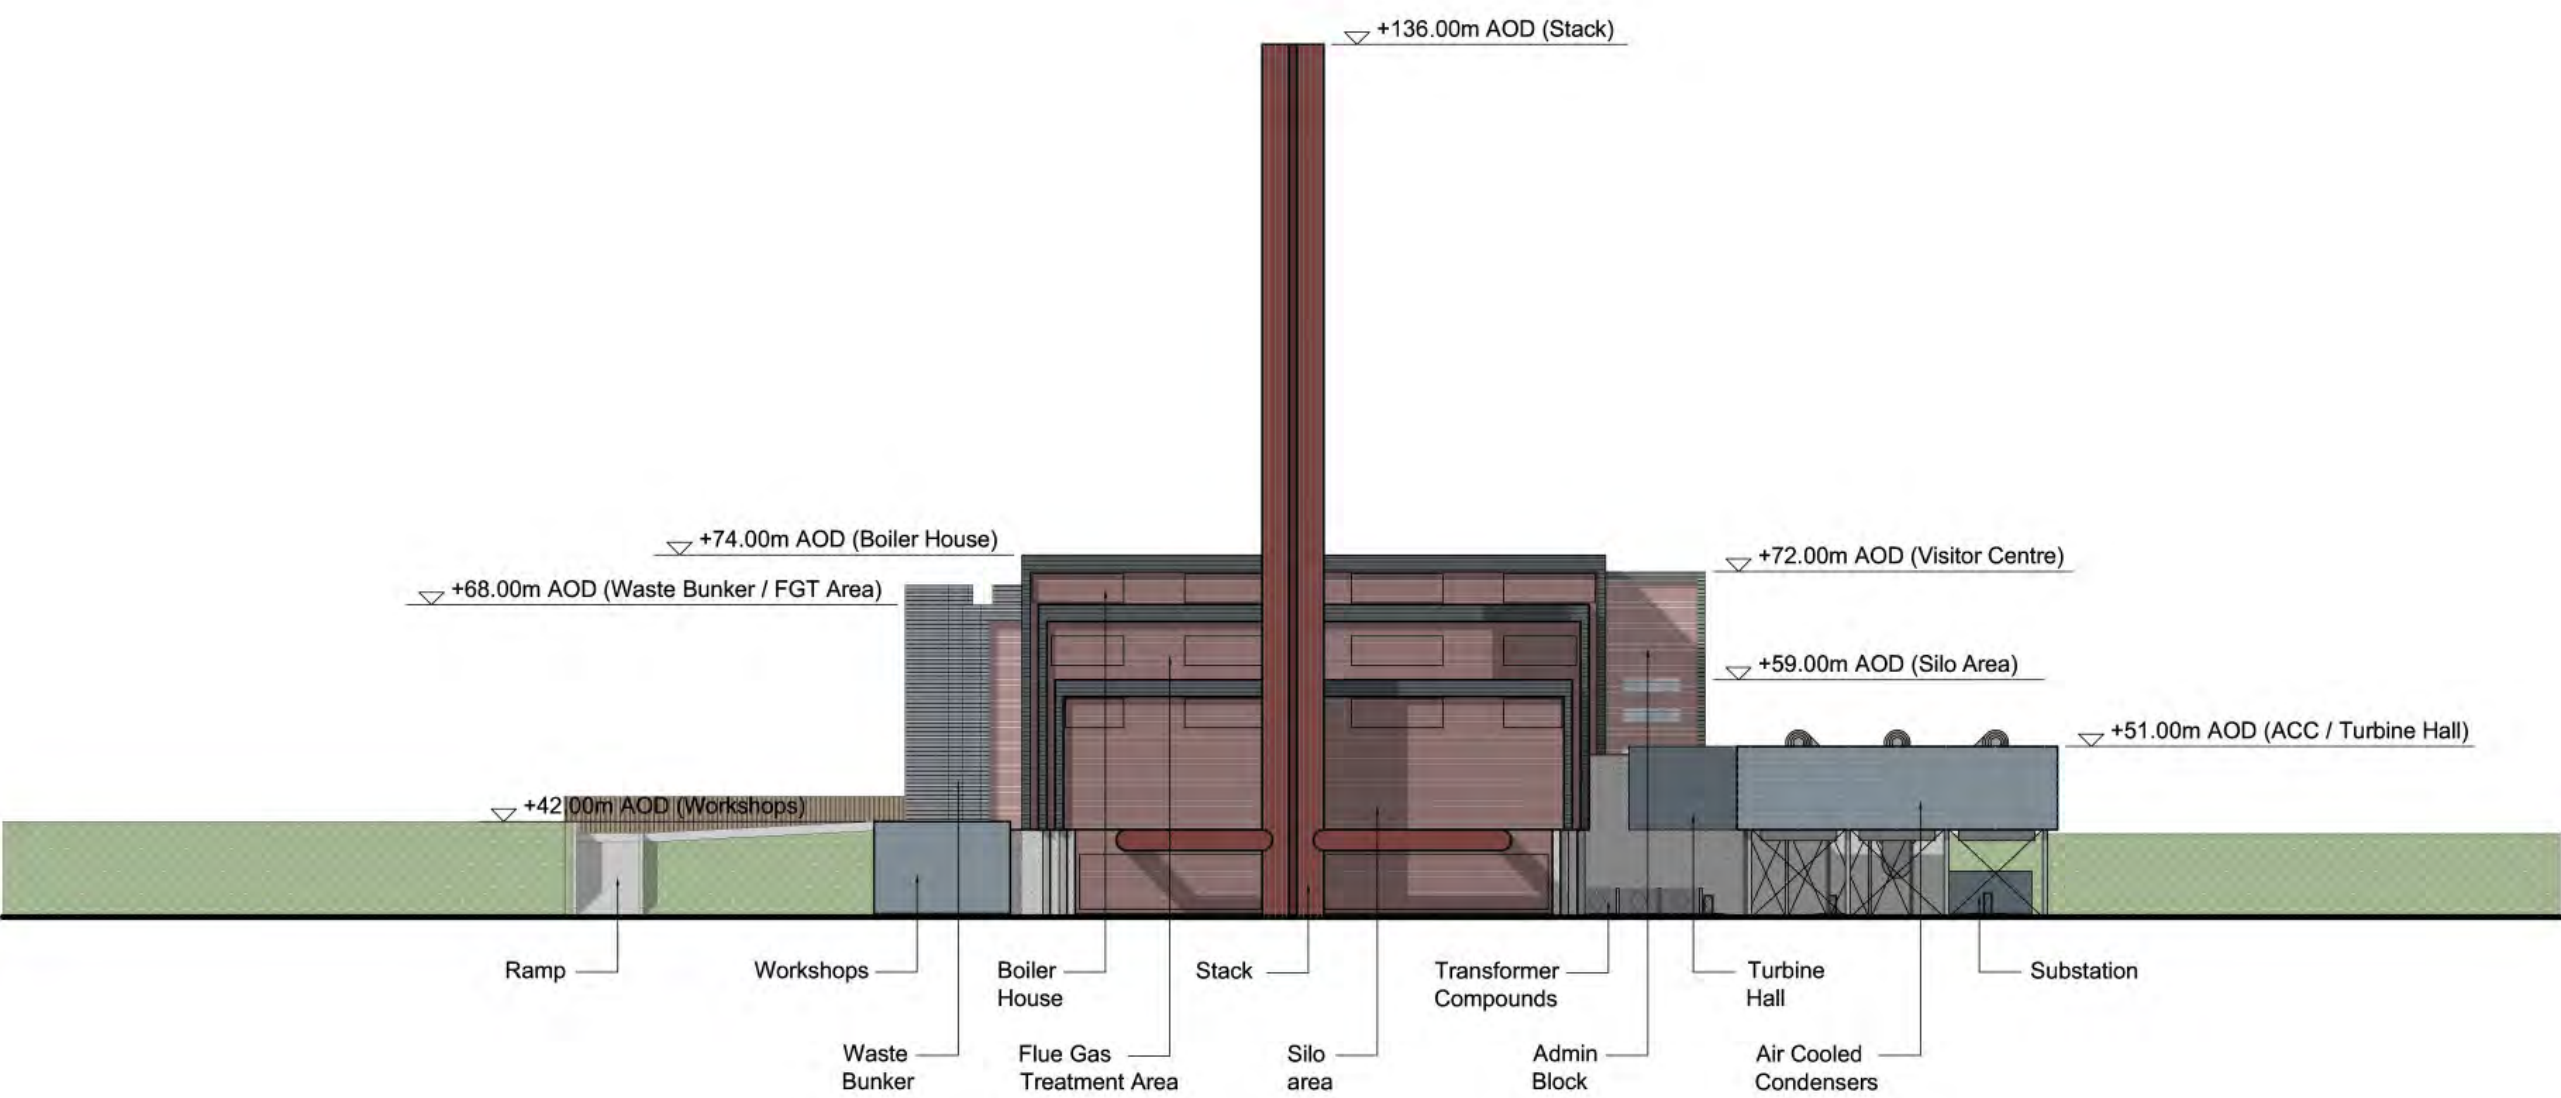 +136.00m AOD (Stack)
+74.00m AOD (Boiler House)
+72.00m AOD (Visitor Centre)
+68.00m AOD (Waste Bunker / FGT Area)
+59.00m AOD (Silo Area)
+51.00m AOD (ACC / Turbine Hall)
+42.00m AOD (Workshops)
Ramp
Workshops
Boiler
House
Stack
Transformer
Compounds
Turbine
Hall
Substation
Waste
Bunker
Flue Gas
Treatment Area
Silo
area
Admin
Block
Air Cooled
Condensers